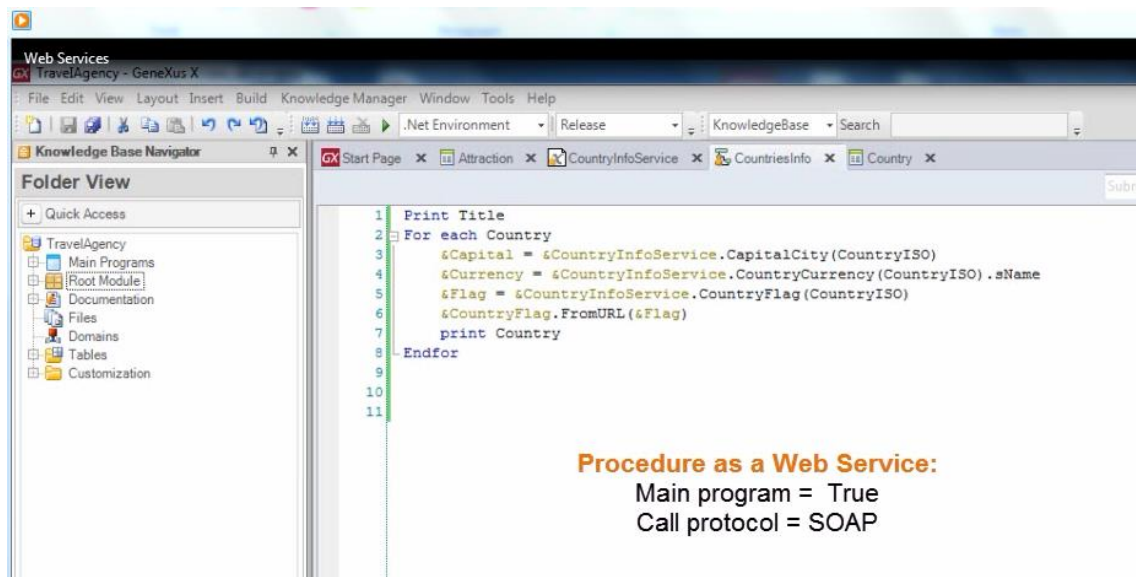 Web Services
GX TravelAgency - GeneXus X
File Edit View Layout Insert Build Knowledge Manager Window Tools Help
.Net Environment Release KnowledgeBase Search
Knowledge Base Navigator
GX Start Page Attraction CountryInfoService CountriesInfo Country
Folder View
Subr
+ Quick Access
TravelAgency
Main Programs
Root Module
Documentation
Files
Domains
Tables
Customization
1 Print Title
2 For each Country
3 &Capital = &CountryInfoService.CapitalCity(CountryISO)
4 &Currency = &CountryInfoService.CountryCurrency(CountryISO).sName
5 &Flag = &CountryInfoService.CountryFlag(CountryISO)
6 &CountryFlag.FromURL(&Flag)
7 print Country
8 Endfor
9
10
11
Procedure as a Web Service:
Main program = True
Call protocol = SOAP